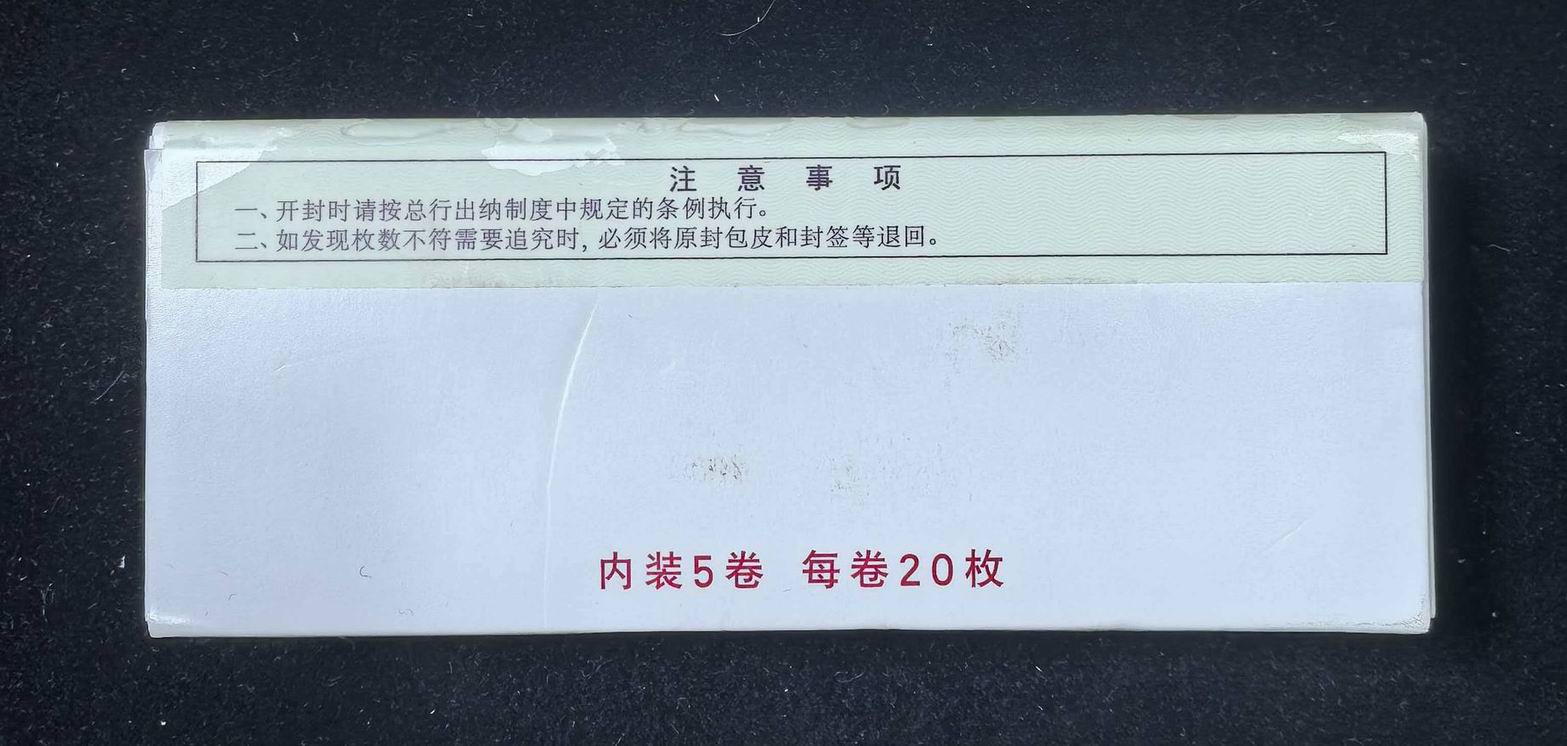 注意事项
一、开封时请按总行出纳制度中规定的条例执行。
二、如发现枚数不符需要追究时，必须将原封包皮和封签等退回。
内装5卷 每卷20枚